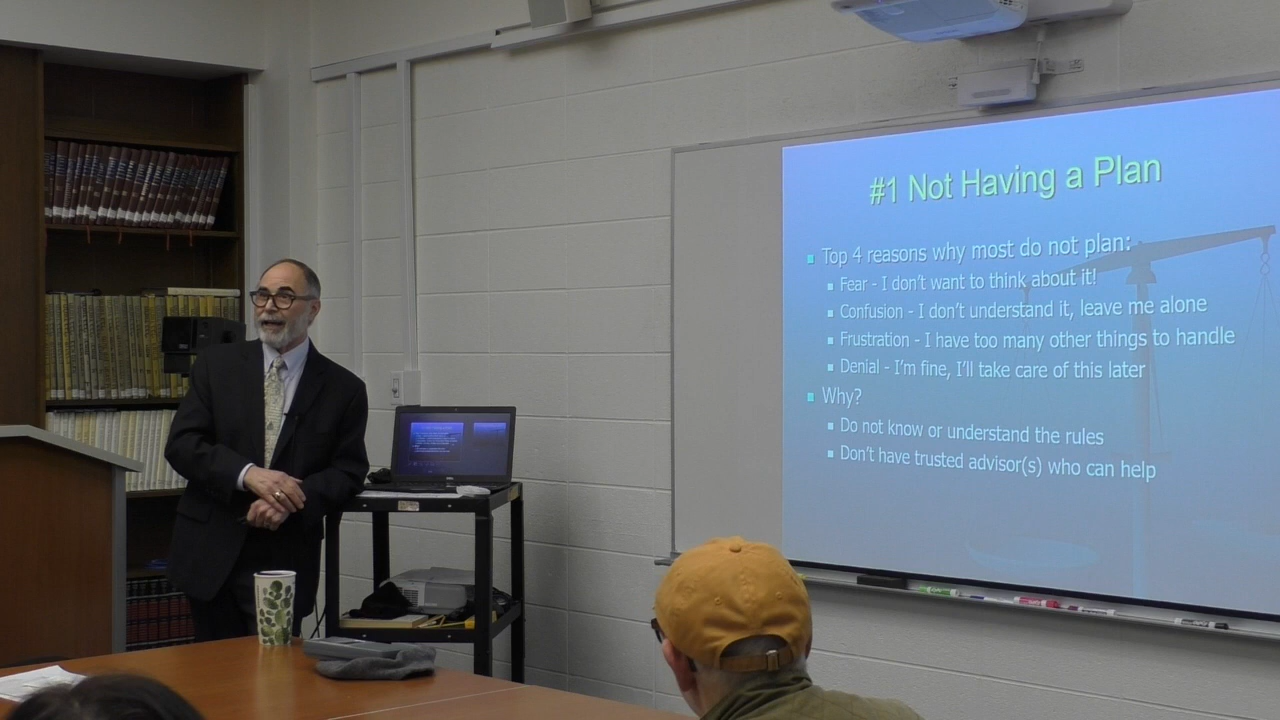 #1 Not Having a Plan
Top 4 reasons why most do not plan:
Fear - I don't want to think about it!
Confusion - I don't understand it, leave me alone
Frustration - I have too many other things to handle
Denial - I'm fine, I'll take care of this later
Why?
Do not know or understand the rules
Don't have trusted advisor(s) who can help